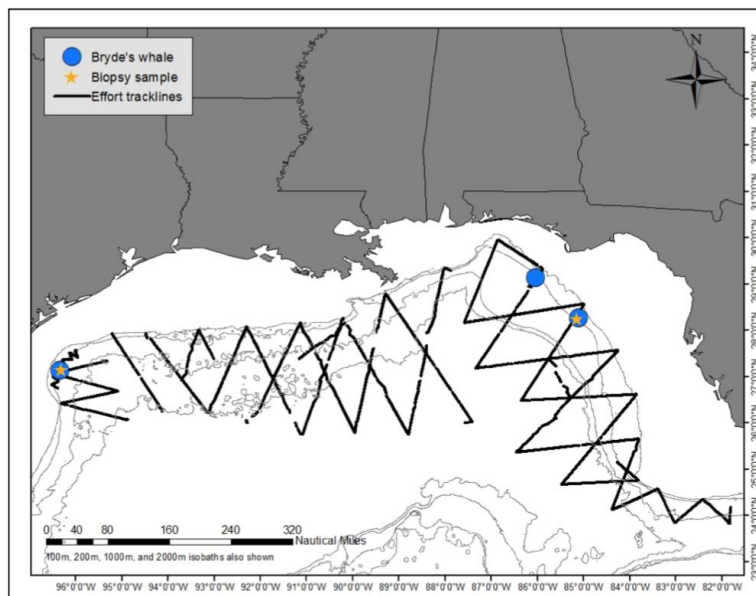 N
Bryde's whale
Biopsy sample
Effort tracklines
0 20 40 80 160 240 320
Nautical Miles
100m, 200m, 1000m, and 2000m isobaths also shown
96°0'0"W 95°0'0"W 94°0'0"W 93°0'0"W 92°0'0"W 91°0'0"W 90°0'0"W 89°0'0"W 88°0'0"W 87°0'0"W 86°0'0"W 85°0'0"W 84°0'0"W 83°0'0"W 82°0'0"W